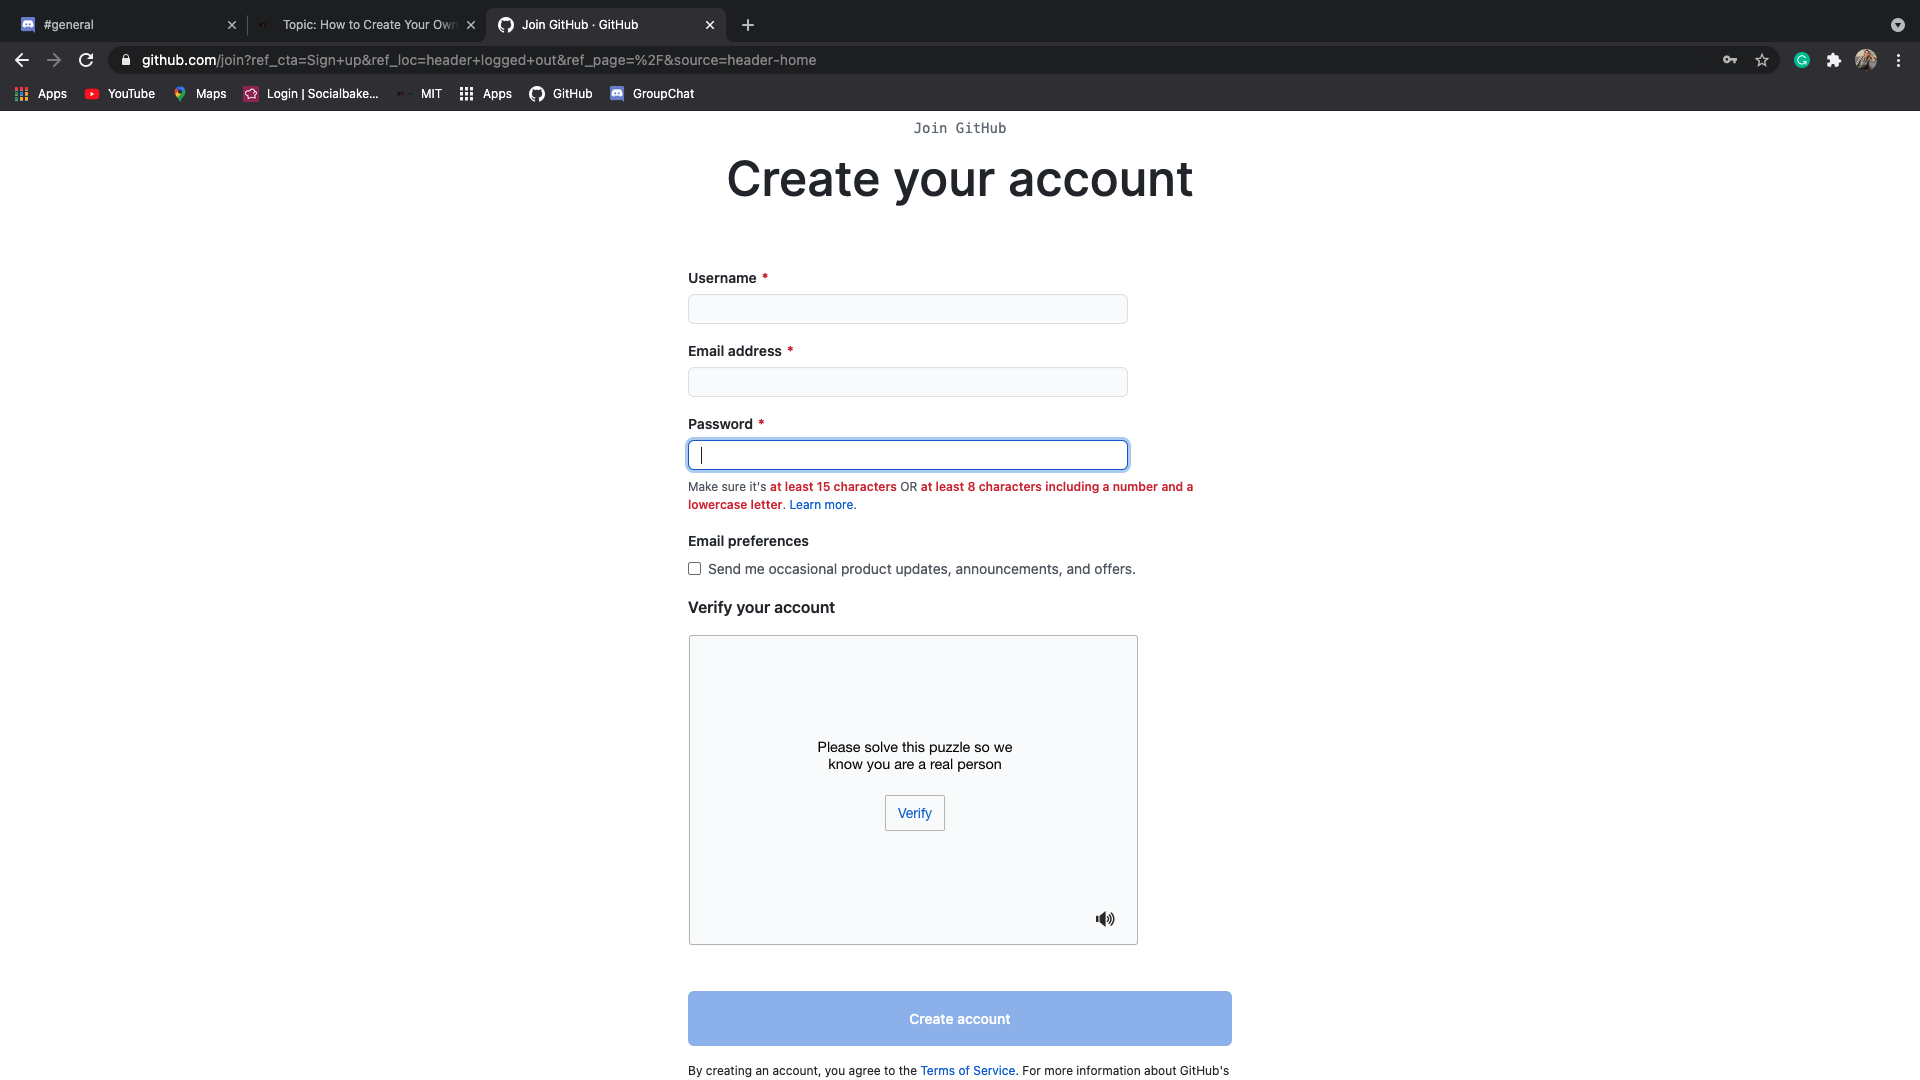 #general
Topic: How to Create Your Own
Join GitHub · GitHub
github.com/join?ref_cta=Sign+up&ref_loc=header+logged+out&ref_page=%2F&source=header-home
Apps YouTube Maps Login | Socialbake... MIT Apps GitHub GroupChat
Join GitHub
Create your account
Username *
Email address *
Password *
Make sure it's at least 15 characters OR at least 8 characters including a number and a
lowercase letter. Learn more.
Email preferences
Send me occasional product updates, announcements, and offers.
Verify your account
Please solve this puzzle so we
know you are a real person
Verify
Create account
By creating an account, you agree to the Terms of Service. For more information about GitHub's